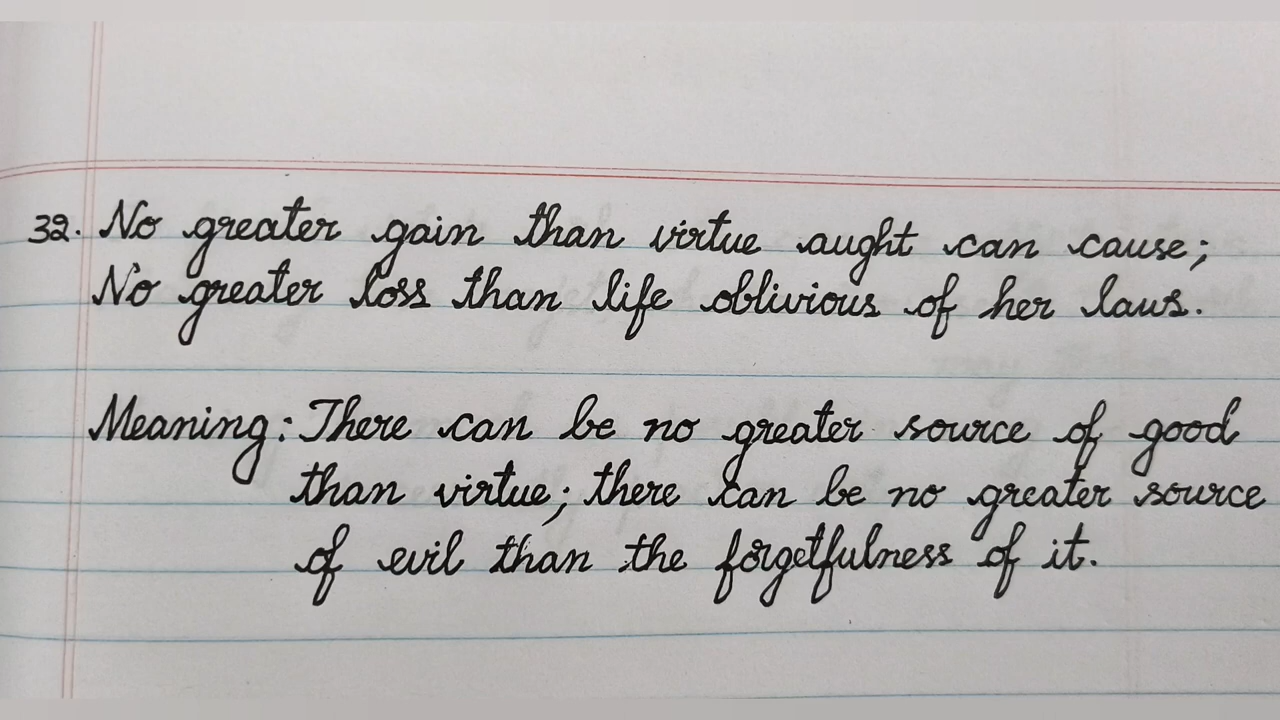 32. No greater gain than virtue aught can cause;
No greater loss than life oblivious of her laws.
Meaning: There can be no greater source of good
than virtue; there can be no greater source
of evil than the forgetfulness of it.